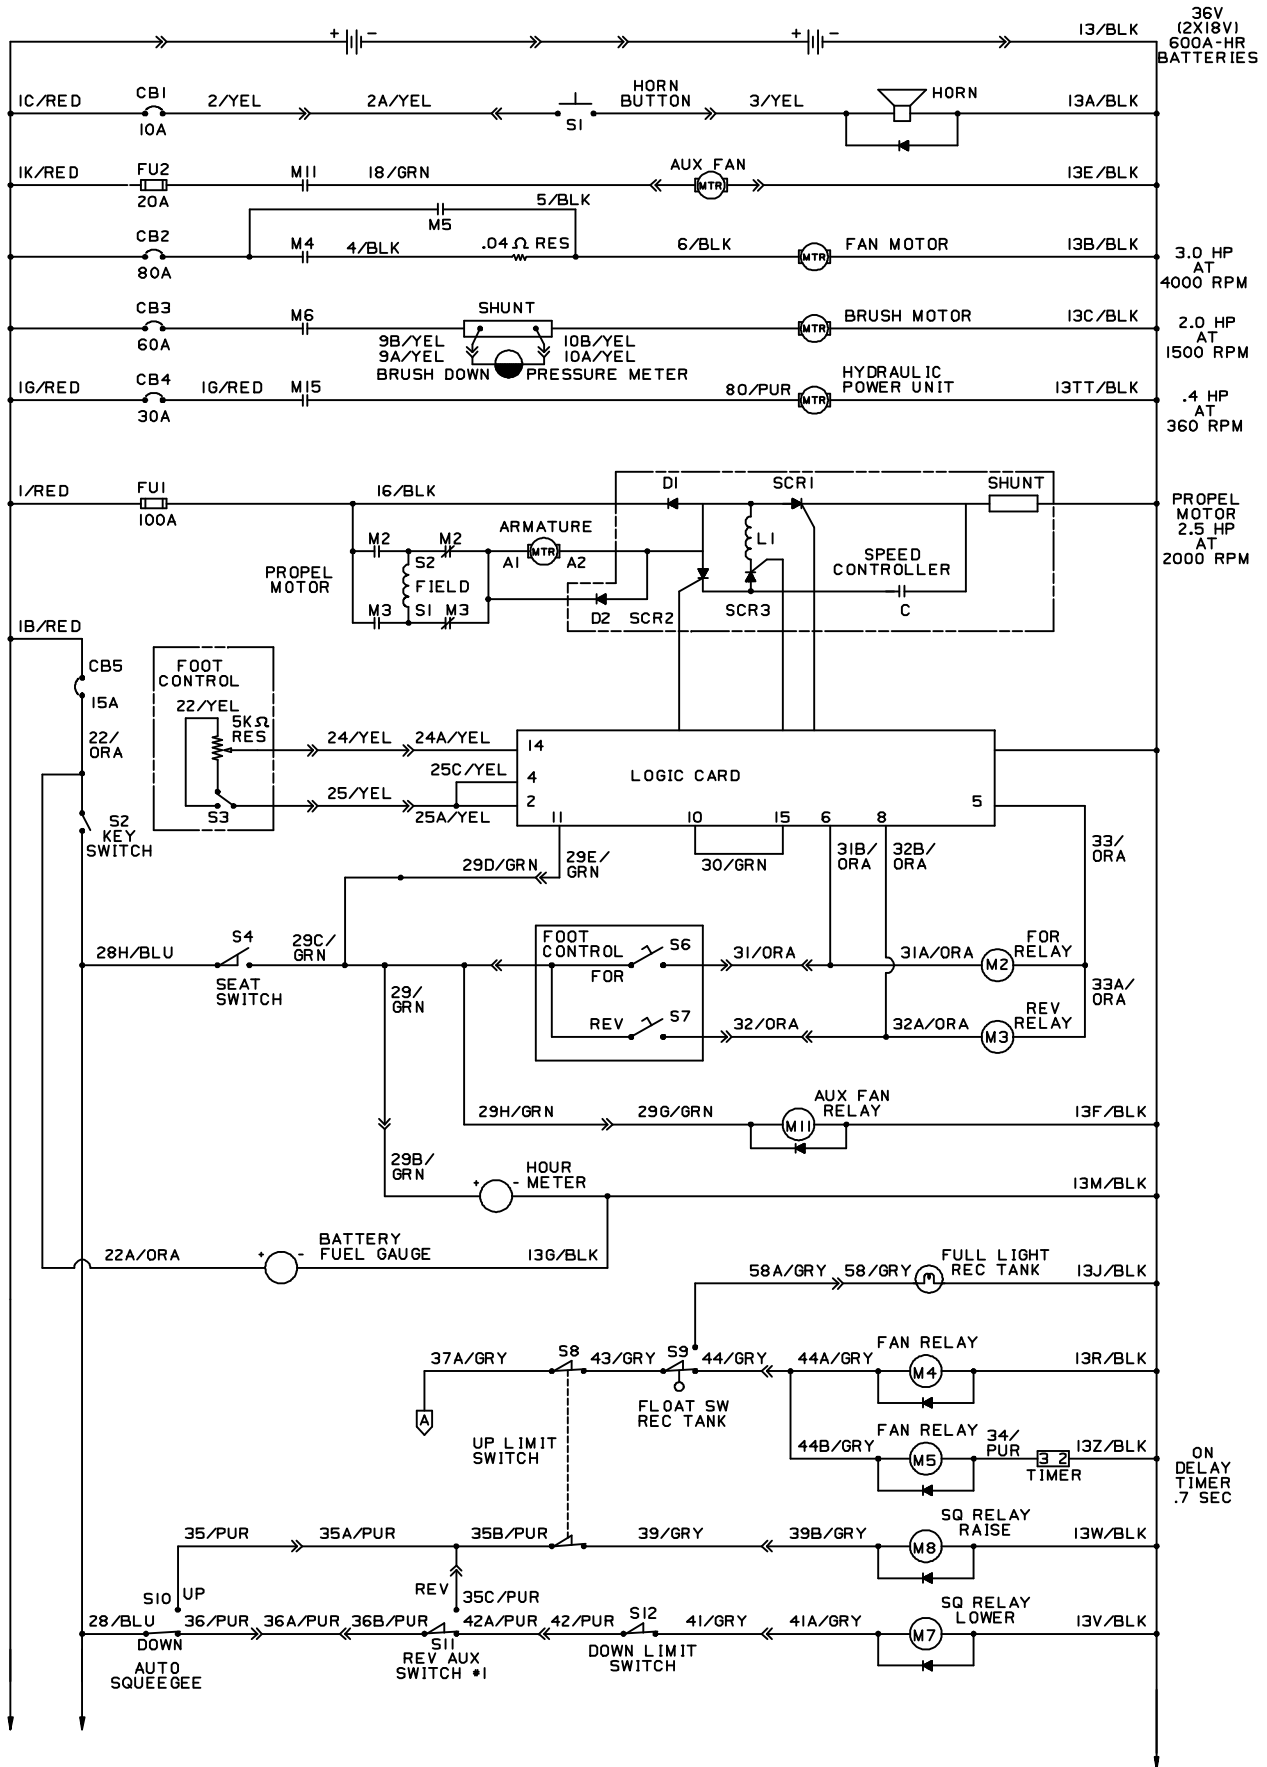 36V
(2X18V)
600A-HR
BATTERIES
+ - + - 13/BLK
1C/RED CB1 10A 2/YEL 2A/YEL S1 HORN BUTTON 3/YEL HORN 13A/BLK
1K/RED FU2 20A M11 18/GRN AUX FAN MTR 13E/BLK
5/BLK
M5
CB2 80A M4 4/BLK .04Ω RES 6/BLK MTR FAN MOTOR 13B/BLK
3.0 HP
AT
4000 RPM
CB3 60A M6 SHUNT MTR BRUSH MOTOR 13C/BLK
9B/YEL 10B/YEL
9A/YEL 10A/YEL
BRUSH DOWN PRESSURE METER
2.0 HP
AT
1500 RPM
1G/RED CB4 30A 1G/RED M15 80/PUR MTR HYDRAULIC POWER UNIT 13TT/BLK
.4 HP
AT
360 RPM
1/RED FU1 100A 16/BLK D1 SCR1 SHUNT
PROPEL
MOTOR
2.5 HP
AT
2000 RPM
ARMATURE
M2 M2 A1 MTR A2 L1
PROPEL
MOTOR
S2
FIELD
S1
M3 M3
D2 SCR2 SCR3 C
SPEED
CONTROLLER
1B/RED
CB5
15A
22/
ORA
FOOT
CONTROL
22/YEL
5KΩ
RES
S3
24/YEL 24A/YEL 14
25C/YEL 4
25/YEL 25A/YEL 2
LOGIC CARD
5
11 10 15 6 8
S2
KEY
SWITCH
29D/GRN
29E/
GRN
30/GRN
31B/
ORA
32B/
ORA
33/
ORA
28H/BLU
S4
SEAT
SWITCH
29C/
GRN
FOOT
CONTROL
FOR
S6
31/ORA 31A/ORA M2
FOR
RELAY
29/
GRN
33A/
ORA
REV S7 32/ORA 32A/ORA M3
REV
RELAY
29H/GRN 29G/GRN M11
AUX FAN
RELAY
13F/BLK
29B/
GRN
+ -
HOUR
METER
13M/BLK
22A/ORA + -
BATTERY
FUEL GAUGE
13G/BLK
58A/GRY 58/GRY
FULL LIGHT
REC TANK
13J/BLK
37A/GRY S8 43/GRY S9 44/GRY 44A/GRY FAN RELAY M4 13R/BLK
A
FLOAT SW
REC TANK
UP LIMIT
SWITCH
44B/GRY FAN RELAY M5
34/
PUR
3 2
TIMER
13Z/BLK
ON
DELAY
TIMER
.7 SEC
35/PUR 35A/PUR 35B/PUR 39/GRY 39B/GRY M8
SQ RELAY
RAISE
13W/BLK
S10 UP
REV
35C/PUR
28/BLU 36/PUR 36A/PUR 36B/PUR 42A/PUR 42/PUR S12 41/GRY 41A/GRY M7
SQ RELAY
LOWER
13V/BLK
DOWN
AUTO
SQUEEGEE
S11
REV AUX
SWITCH #1
DOWN LIMIT
SWITCH